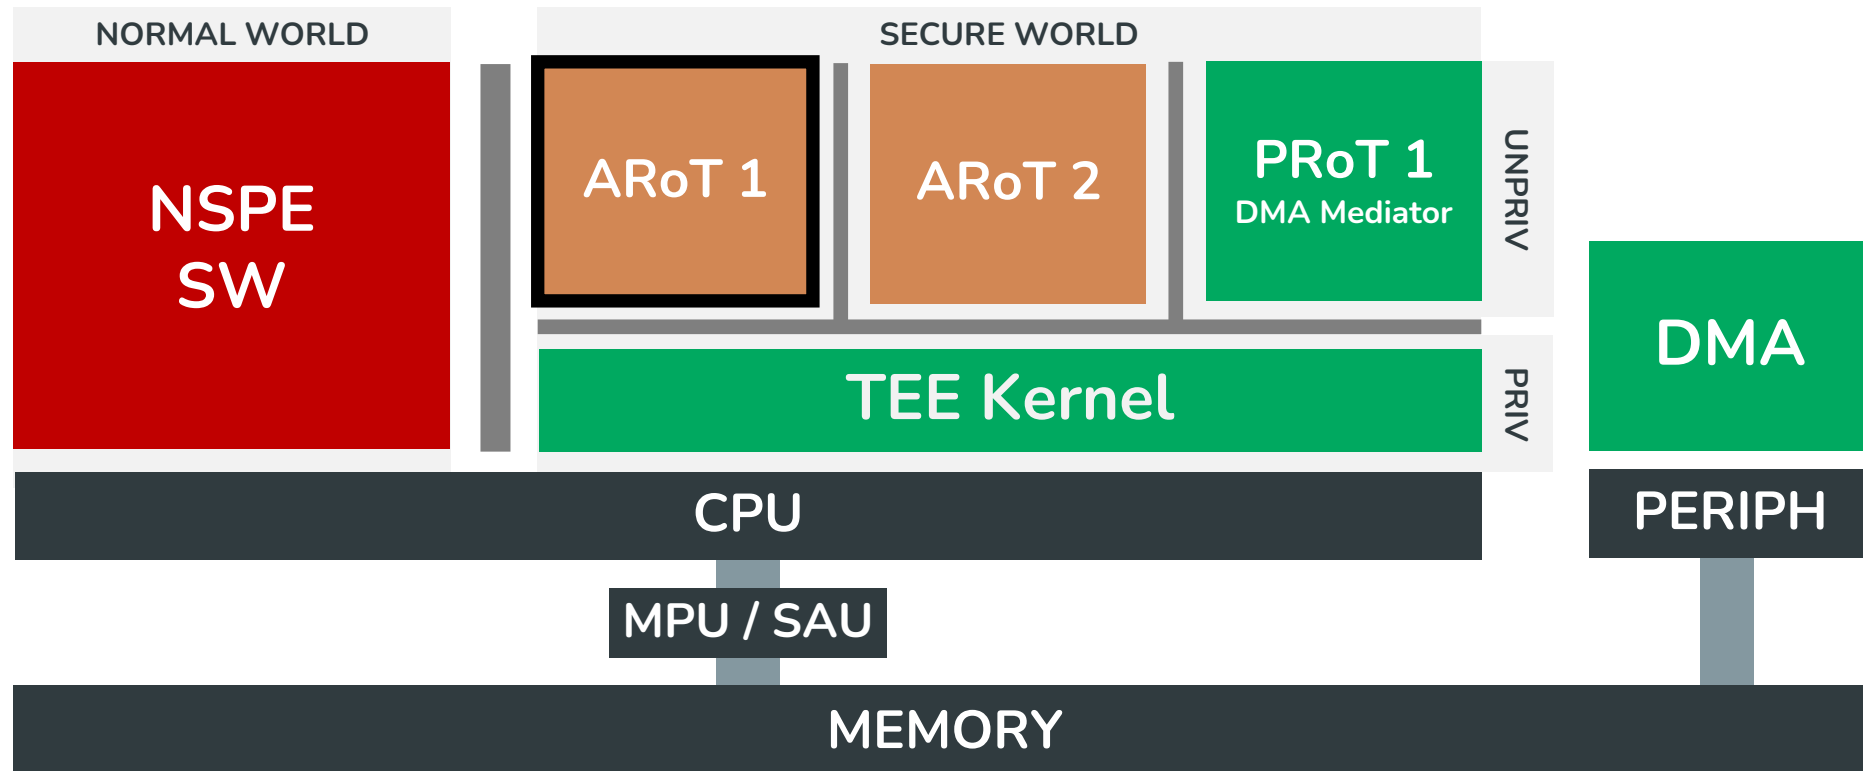 NORMAL WORLD
SECURE WORLD
NSPE
SW
ARoT 1
ARoT 2
PRoT 1
DMA Mediator
UNPRIV
TEE Kernel
PRIV
DMA
CPU
PERIPH
MPU / SAU
MEMORY